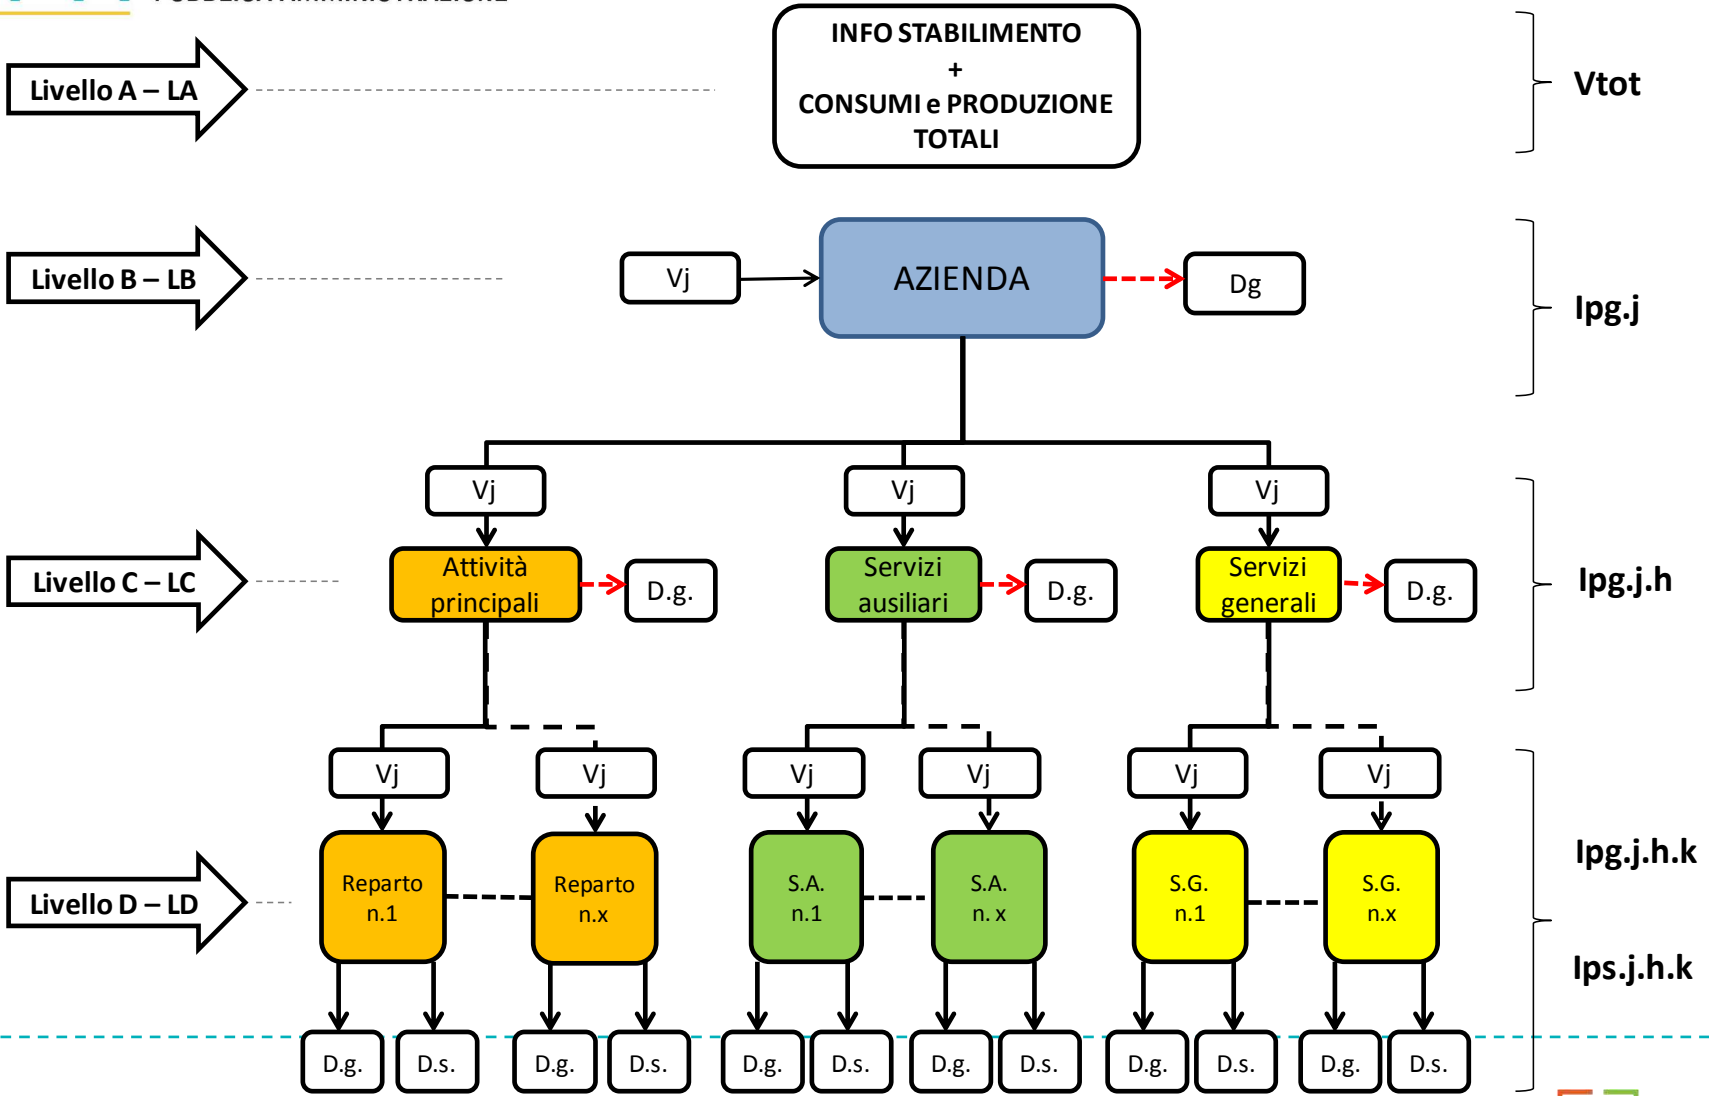 PUBBLICA AMMINISTRAZIONE
INFO STABILIMENTO
+
CONSUMI e PRODUZIONE
TOTALI
Livello A – LA
Vtot
Livello B – LB
Vj
AZIENDA
Dg
Ipg.j
Vj
Vj
Vj
Livello C – LC
Attività
principali
D.g.
Servizi
ausiliari
D.g.
Servizi
generali
D.g.
Ipg.j.h
Vj
Vj
Vj
Vj
Vj
Vj
Livello D – LD
Reparto
n.1
Reparto
n.x
S.A.
n.1
S.A.
n. x
S.G.
n.1
S.G.
n.x
Ipg.j.h.k
Ips.j.h.k
D.g.
D.s.
D.g.
D.s.
D.g.
D.s.
D.g.
D.s.
D.g.
D.s.
D.g.
D.s.